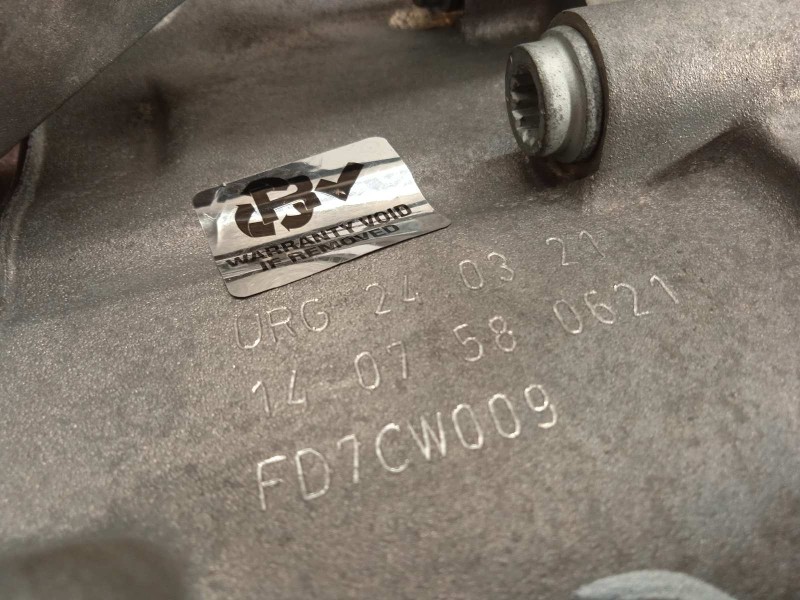 WARRANTY VOID
IF REMOVED
URG 24 03 21
14 07 58 0621
FD7CW009